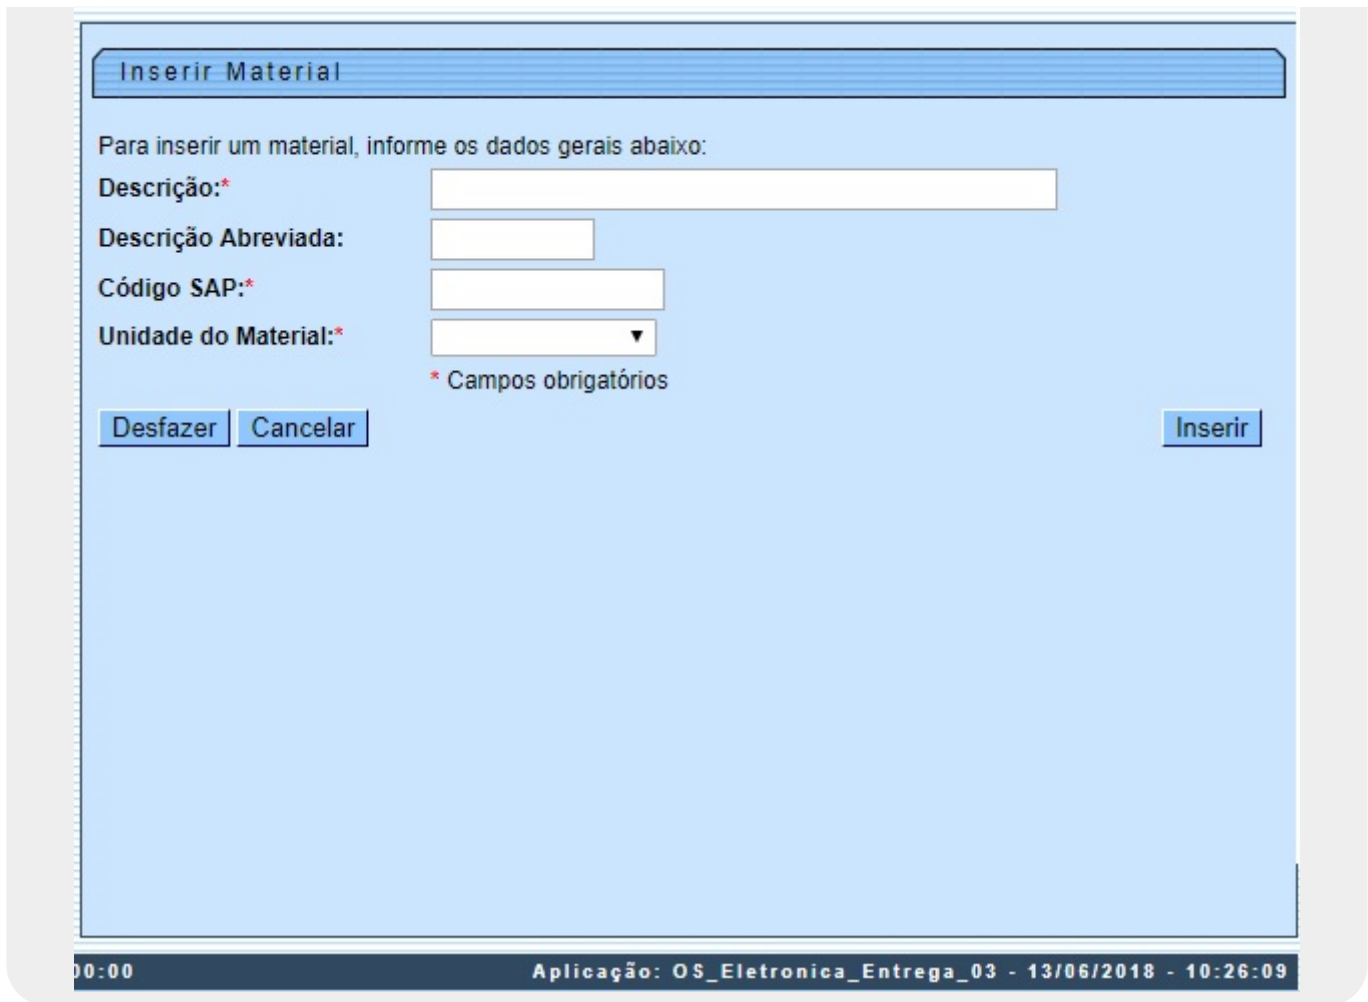 Inserir Material
Para inserir um material, informe os dados gerais abaixo:
Descrição:*
Descrição Abreviada:
Código SAP:*
Unidade do Material:*
* Campos obrigatórios
Desfazer Cancelar Inserir
00:00 Aplicação: OS_Eletronica_Entrega_03 - 13/06/2018 - 10:26:09